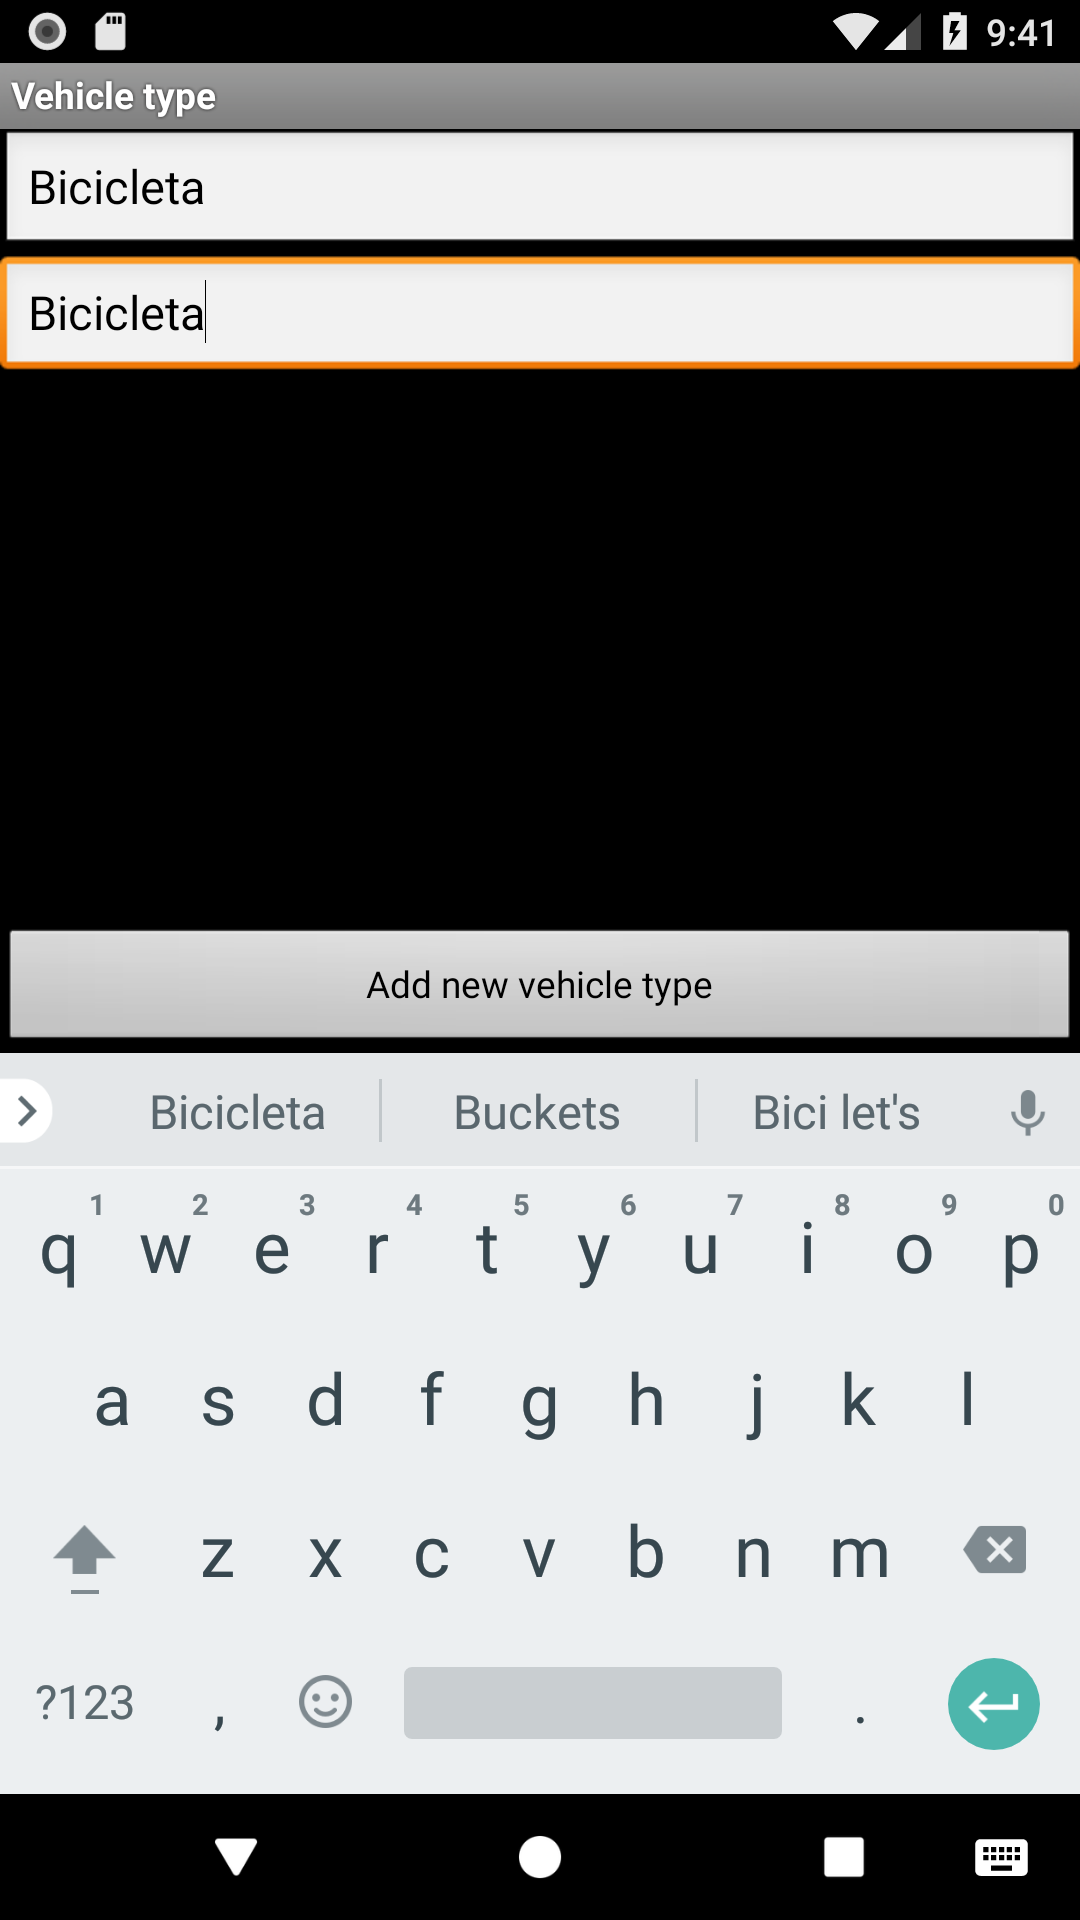 9:41
Vehicle type
Bicicleta
Bicicleta
Add new vehicle type
Bicicleta Buckets Bici let's
1 2 3 4 5 6 7 8 9 0
q w e r t y u i o p
a s d f g h j k l
z x c v b n m
?123 , .